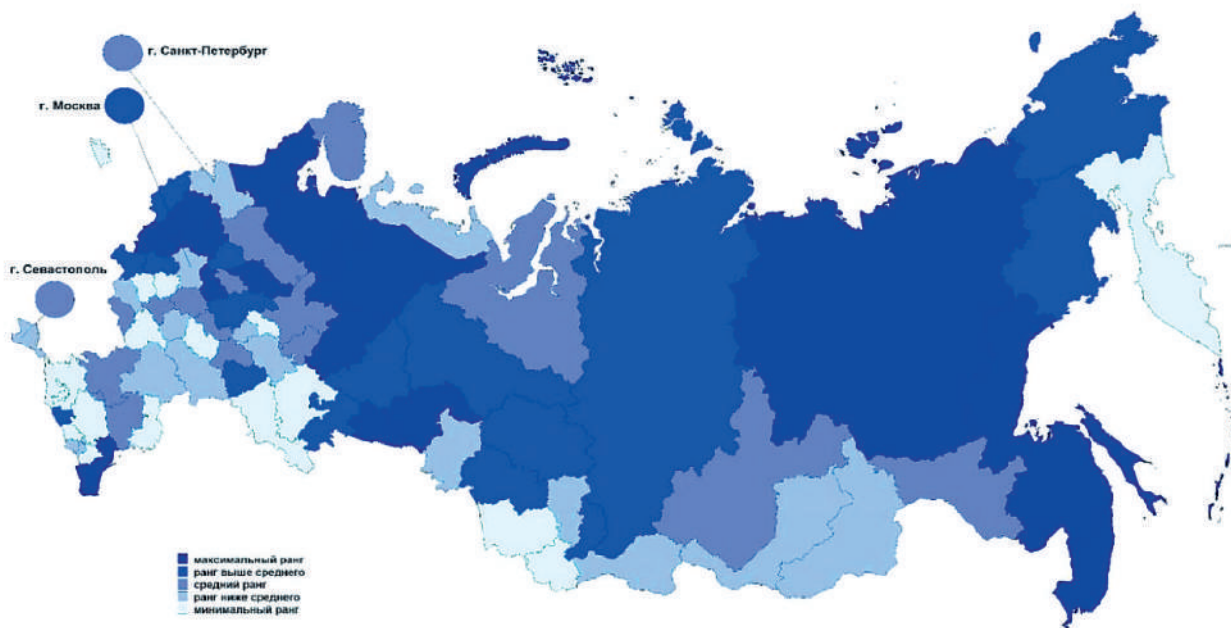 г. Санкт-Петербург
г. Москва
г. Севастополь
максимальный ранг
ранг выше среднего
средний ранг
ранг ниже среднего
минимальный ранг